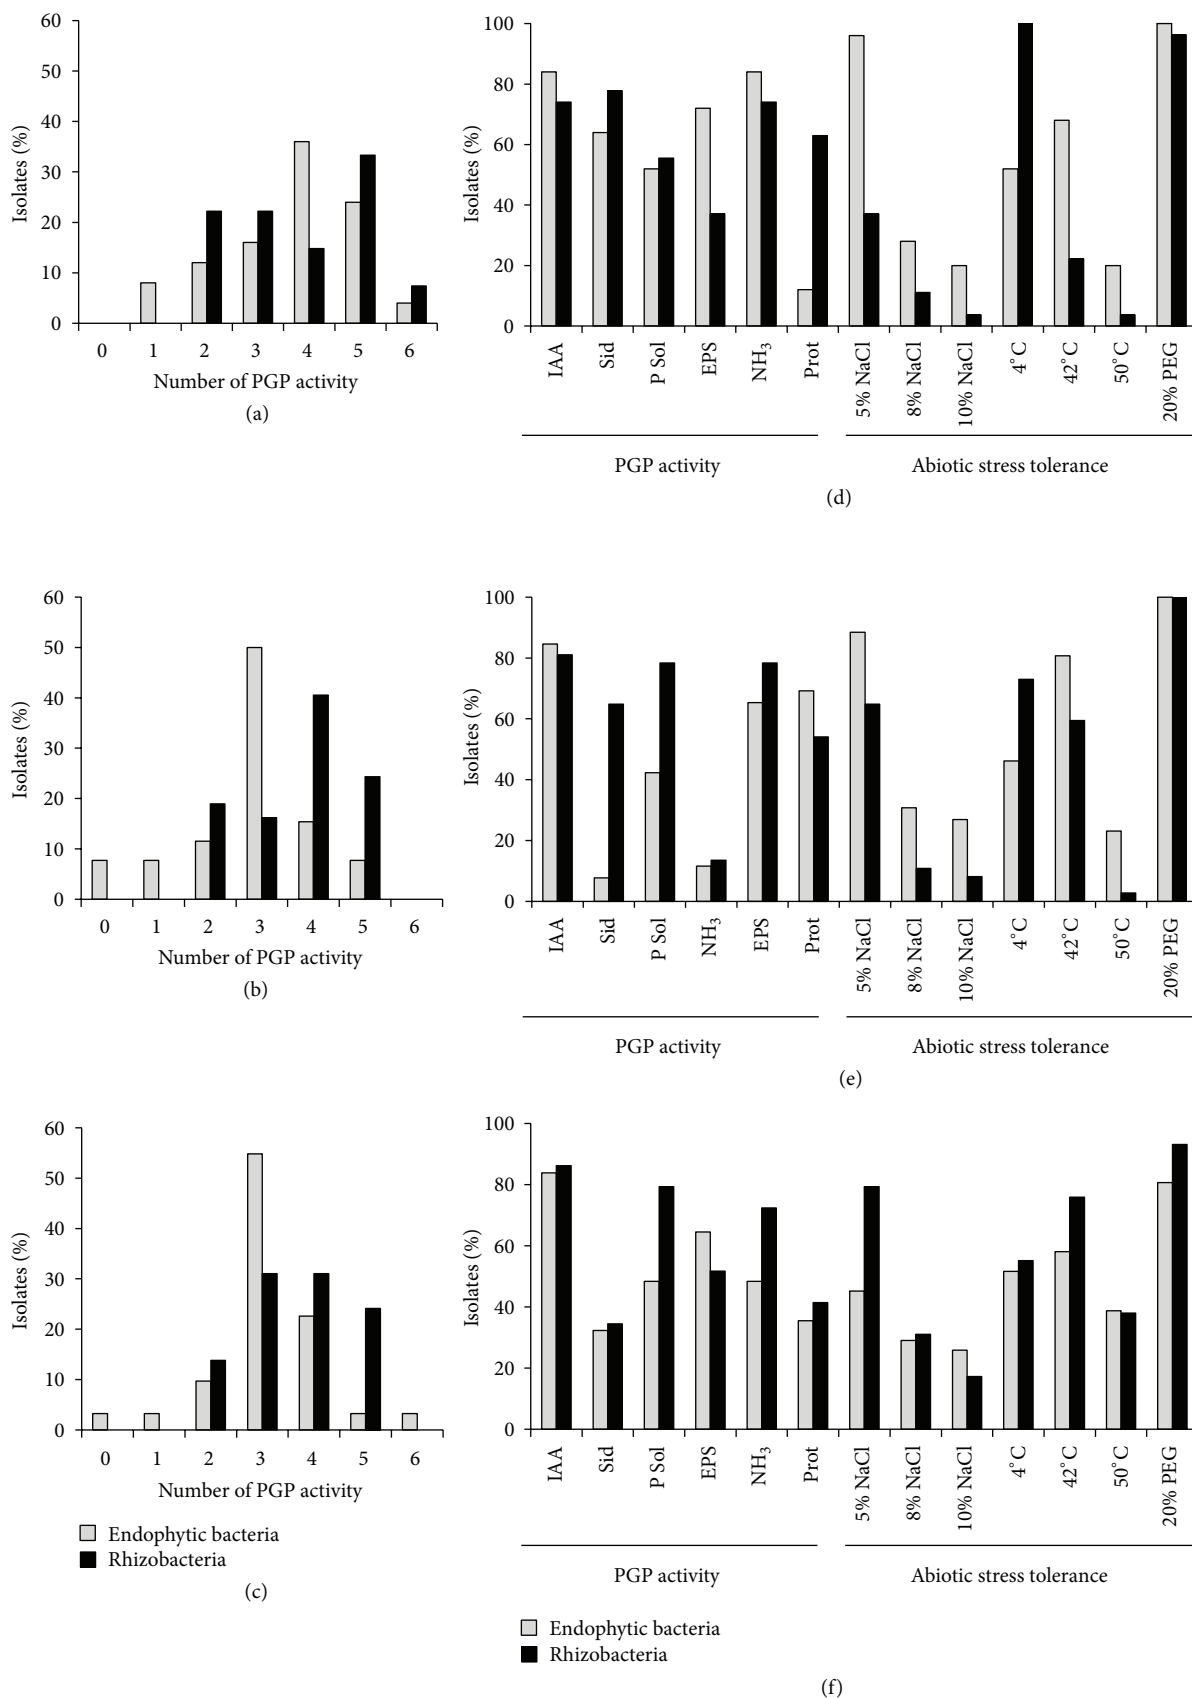 60
50
40
30
20
10
0
Isolates (%)
0 1 2 3 4 5 6
Number of PGP activity
(a)
100
80
60
40
20
0
Isolates (%)
IAA
Sid
P Sol
EPS
NH₃
Prot
5% NaCl
8% NaCl
10% NaCl
4°C
42°C
50°C
20% PEG
PGP activity
Abiotic stress tolerance
(d)
60
50
40
30
20
10
0
Isolates (%)
0 1 2 3 4 5 6
Number of PGP activity
(b)
100
80
60
40
20
0
Isolates (%)
IAA
Sid
P Sol
NH₃
EPS
Prot
5% NaCl
8% NaCl
10% NaCl
4°C
42°C
50°C
20% PEG
PGP activity
Abiotic stress tolerance
(e)
60
50
40
30
20
10
0
Isolates (%)
0 1 2 3 4 5 6
Number of PGP activity
Endophytic bacteria
Rhizobacteria
(c)
100
80
60
40
20
0
Isolates (%)
IAA
Sid
P Sol
EPS
NH₃
Prot
5% NaCl
8% NaCl
10% NaCl
4°C
42°C
50°C
20% PEG
PGP activity
Abiotic stress tolerance
Endophytic bacteria
Rhizobacteria
(f)